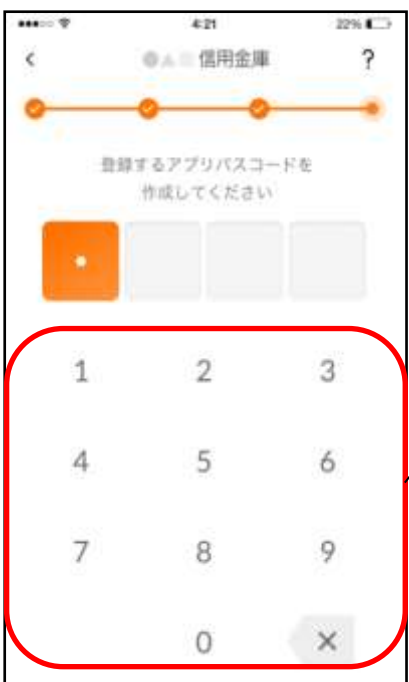 4:21 22%
< ●▲■ 信用金庫 ?
登録するアプリパスコードを
作成してください
1 2 3
4 5 6
7 8 9
0 ×